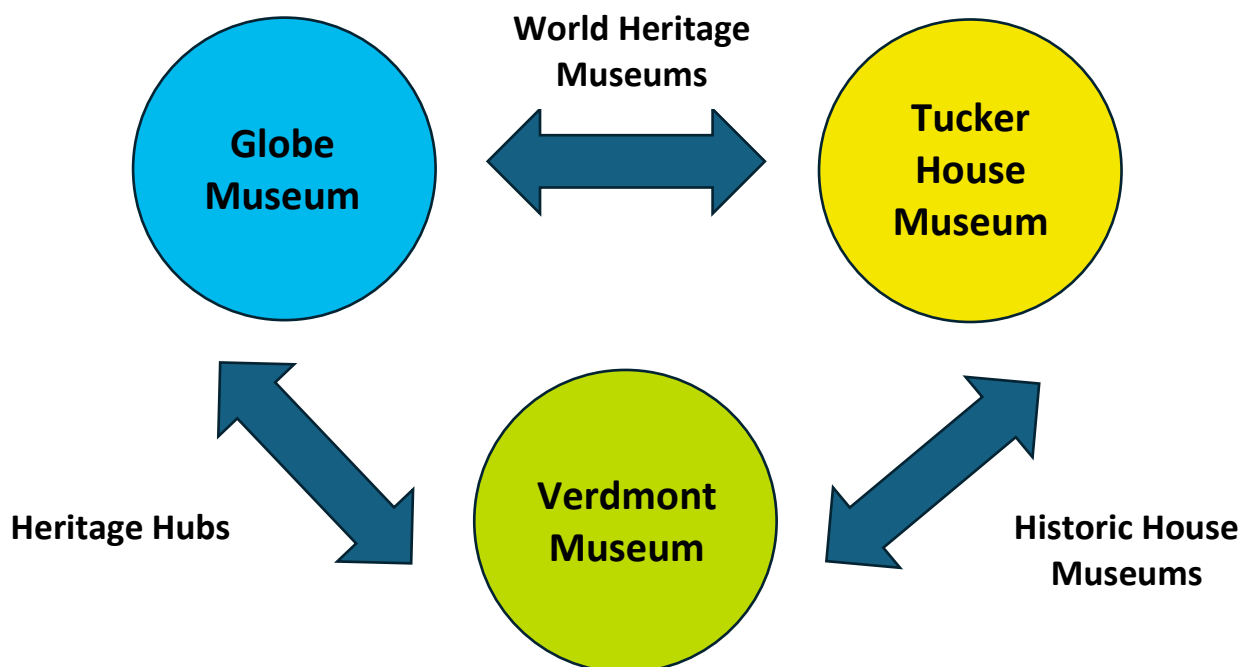 World Heritage
Museums
Globe
Museum
Tucker
House
Museum
Heritage Hubs
Verdmont
Museum
Historic House
Museums